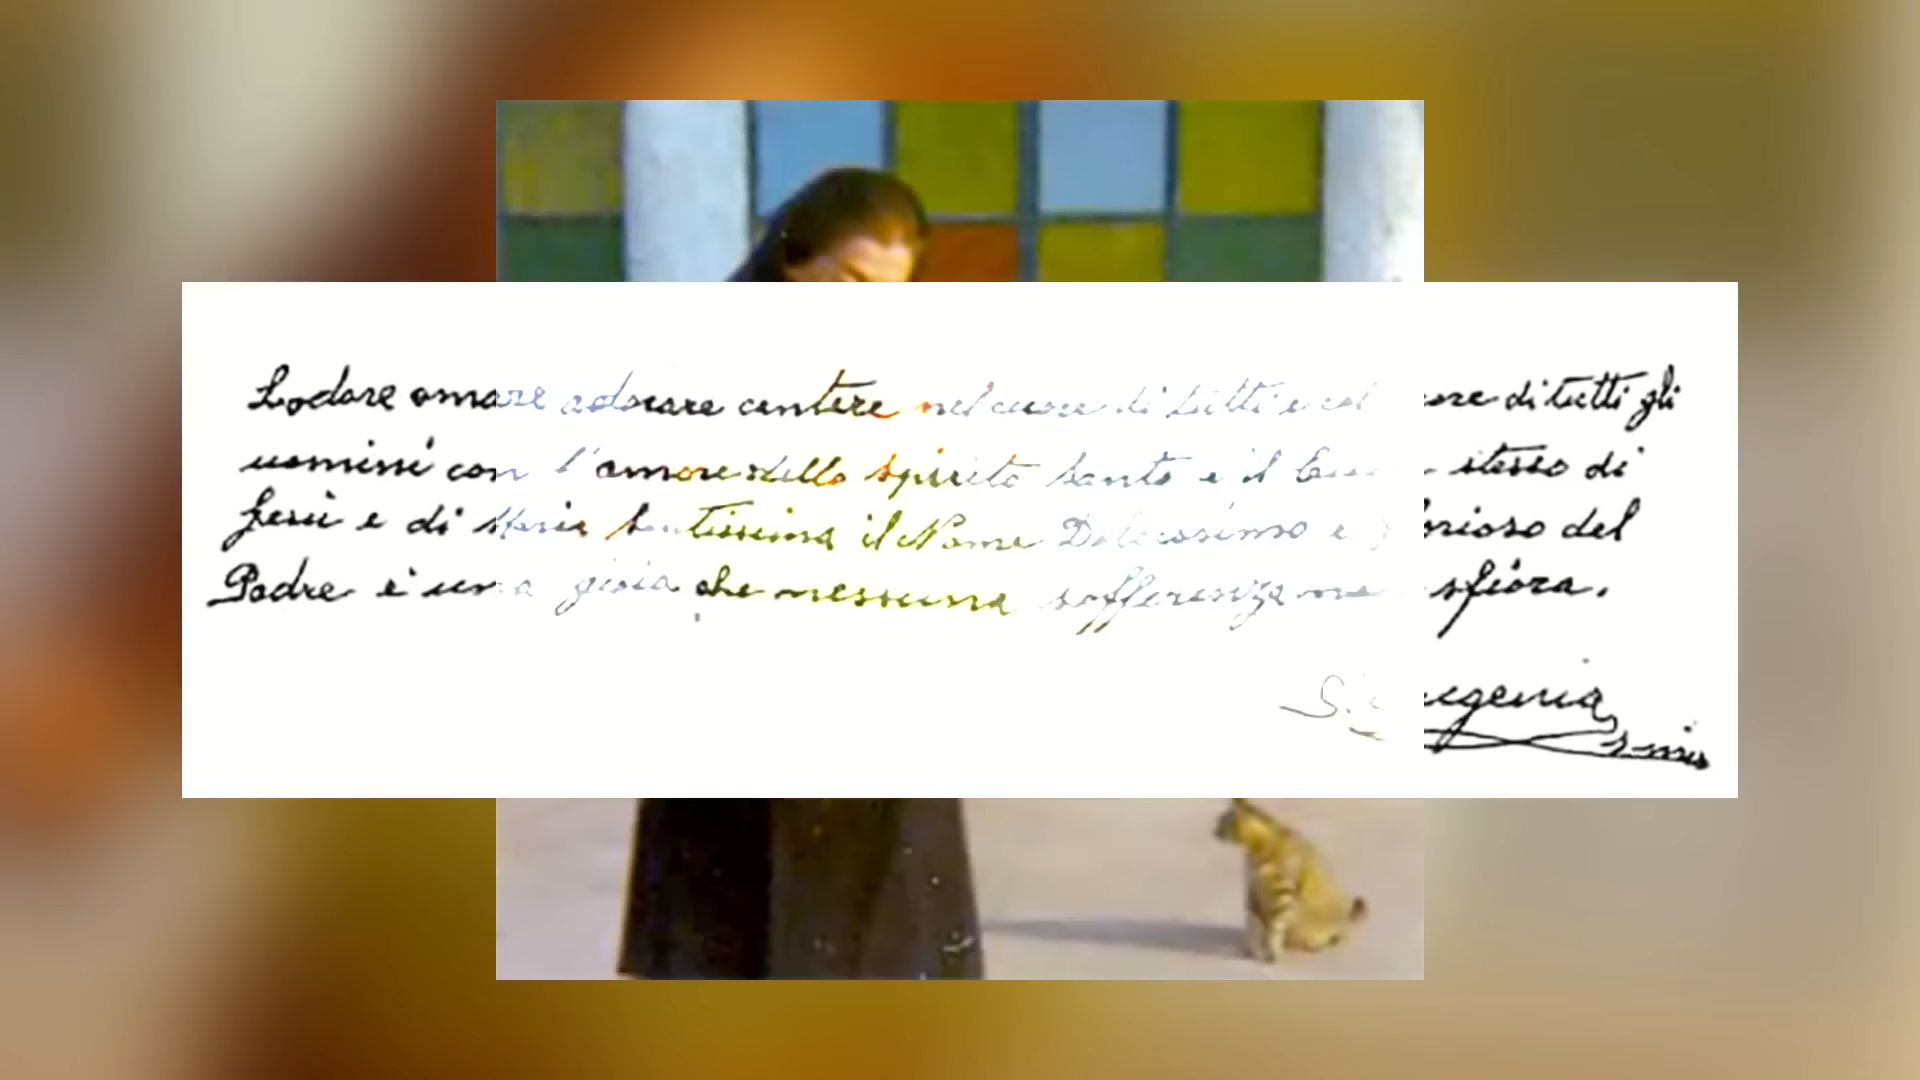 Lodare amare adorare cantare nel cuore di tutti e col cuore di tutti gli
uomini con l'amore dello spirito santo e il Cuore stesso di
Gesù e di Maria Santissima il Nome Dolcissimo e glorioso del
Padre è una gioia che nessuna sofferenza mai sfiora.
S. Eugenia